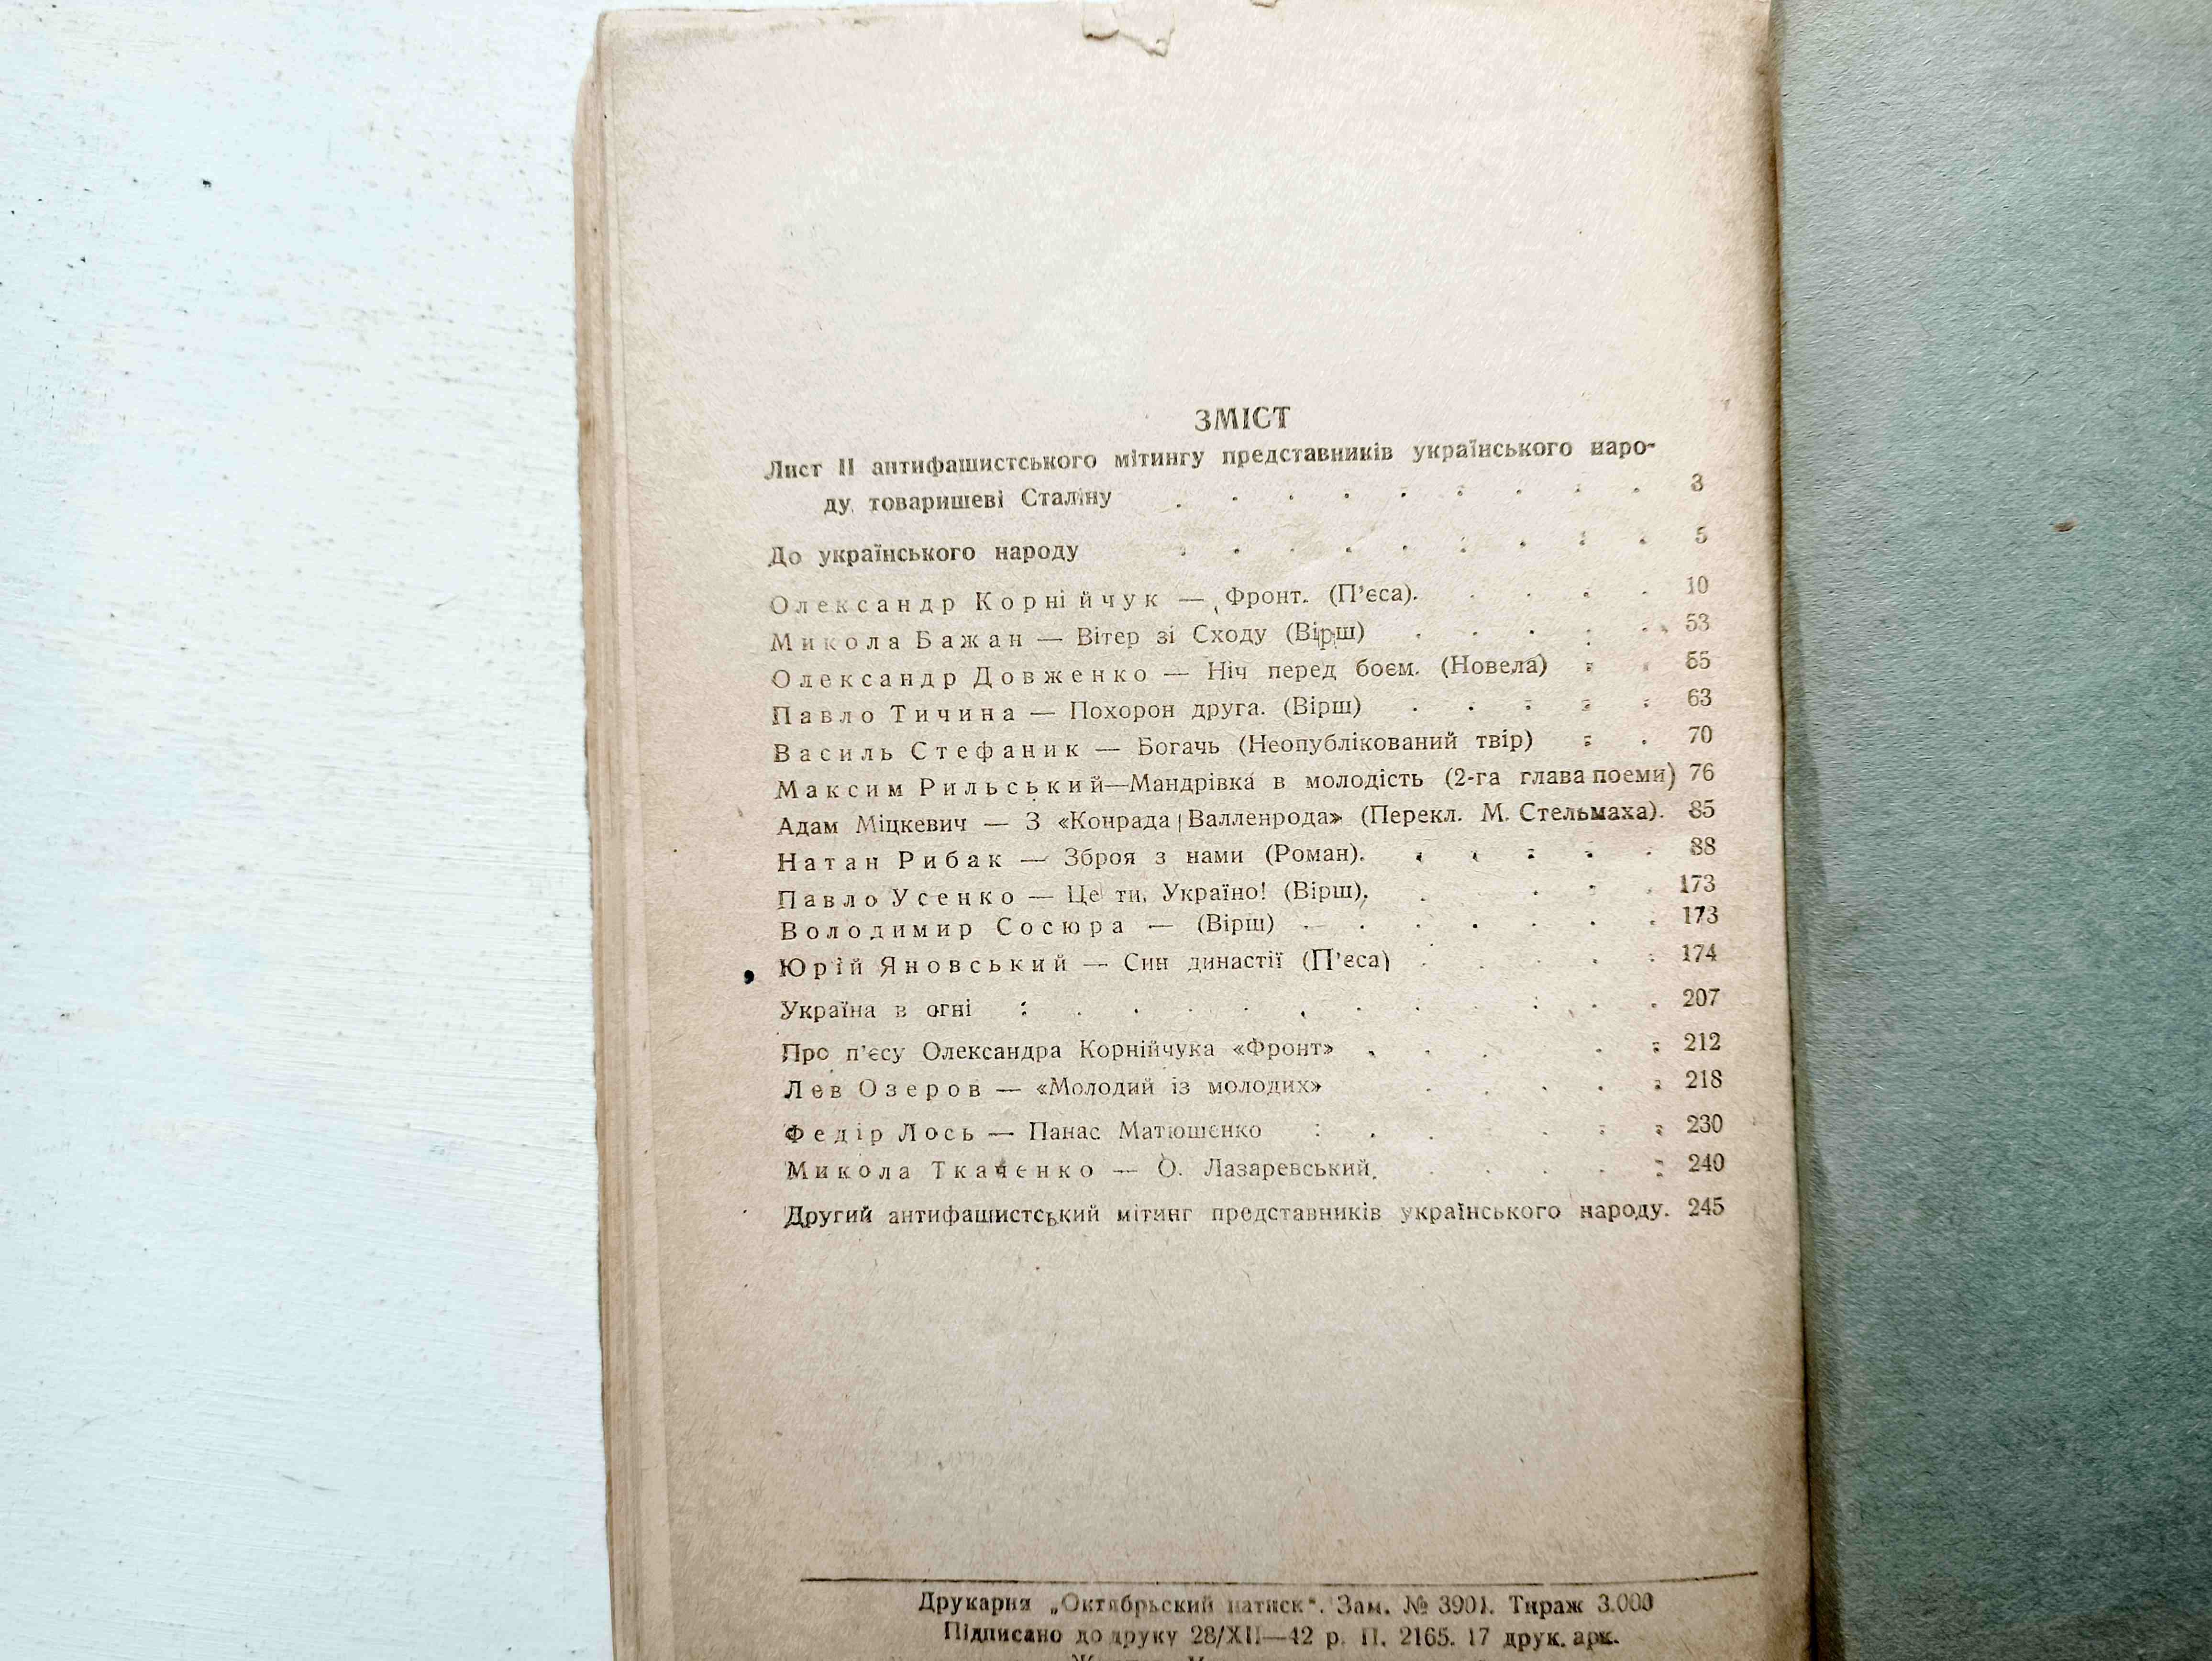 ЗМІСТ
Лист II антифашистського мітингу представників українського наро-
ду товаришеві Сталіну . . . . . . . . . 3
До українського народу . . . . . . . . . 5
Олександр Корнійчук — Фронт. (П'єса). . . . . 10
Микола Бажан — Вітер зі Сходу (Вірш) . . . . . 53
Олександр Довженко — Ніч перед боєм. (Новела) . . 55
Павло Тичина — Похорон друга. (Вірш) . . . . . 63
Василь Стефаник — Богачь (Неопублікований твір) . . 70
Максим Рильський—Мандрівка в молодість (2-га глава поеми) 76
Адам Міцкевич — З «Конрада Валленрода» (Перекл. М. Стельмаха). 85
Натан Рибак — Зброя з нами (Роман). . . . . . 88
Павло Усенко — Це ти, Україно! (Вірш). . . . . 173
Володимир Сосюра — (Вірш) . . . . . . . 173
Юрій Яновський — Син династії (П'єса) . . . . . 174
Україна в огні . . . . . . . . . . . . 207
Про п'єсу Олександра Корнійчука «Фронт» . . . . . 212
Лев Озеров — «Молодий із молодих» . . . . . 218
Федір Лось — Панас Матюшенко . . . . . . 230
Микола Ткаченко — О. Лазаревський. . . . . . 240
Другий антифашистський мітинг представників українського народу. 245
Друкарня „Октябрьский натиск". Зам. № 3901. Тираж 3.000
Підписано до друку 28/XII—42 р. П. 2165. 17 друк. арк.